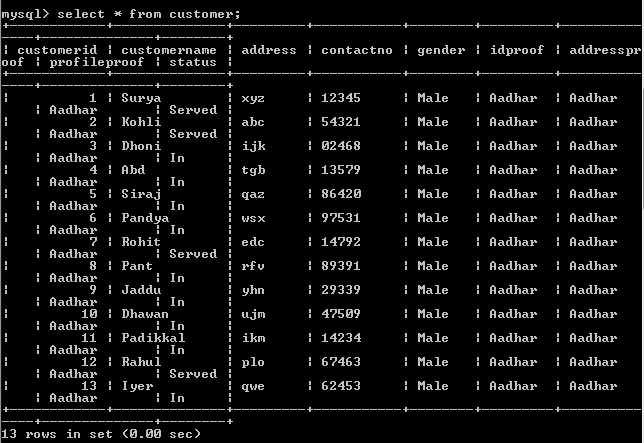 mysql> select * from customer;
+------------+--------------+---------+-----------+--------+---------+----------
----+--------------+--------+
| customerid | customername | address | contactno | gender | idproof | addresspr
oof | profileproof | status |
+------------+--------------+---------+-----------+--------+---------+----------
----+--------------+--------+
|          1 | Surya        | xyz     | 12345     | Male   | Aadhar  | Aadhar
    | Aadhar       | Served |
|          2 | Kohli        | abc     | 54321     | Male   | Aadhar  | Aadhar
    | Aadhar       | Served |
|          3 | Dhoni        | ijk     | 02468     | Male   | Aadhar  | Aadhar
    | Aadhar       | In     |
|          4 | Abd          | tgb     | 13579     | Male   | Aadhar  | Aadhar
    | Aadhar       | In     |
|          5 | Siraj        | qaz     | 86420     | Male   | Aadhar  | Aadhar
    | Aadhar       | In     |
|          6 | Pandya       | wsx     | 97531     | Male   | Aadhar  | Aadhar
    | Aadhar       | In     |
|          7 | Rohit        | edc     | 14792     | Male   | Aadhar  | Aadhar
    | Aadhar       | Served |
|          8 | Pant         | rfv     | 89391     | Male   | Aadhar  | Aadhar
    | Aadhar       | In     |
|          9 | Jaddu        | yhn     | 29339     | Male   | Aadhar  | Aadhar
    | Aadhar       | In     |
|         10 | Dhawan       | ujm     | 47509     | Male   | Aadhar  | Aadhar
    | Aadhar       | In     |
|         11 | Padikkal     | ikm     | 14234     | Male   | Aadhar  | Aadhar
    | Aadhar       | In     |
|         12 | Rahul        | plo     | 67463     | Male   | Aadhar  | Aadhar
    | Aadhar       | Served |
|         13 | Iyer         | qwe     | 62453     | Male   | Aadhar  | Aadhar
    | Aadhar       | In     |
+------------+--------------+---------+-----------+--------+---------+----------
----+--------------+--------+
13 rows in set (0.00 sec)